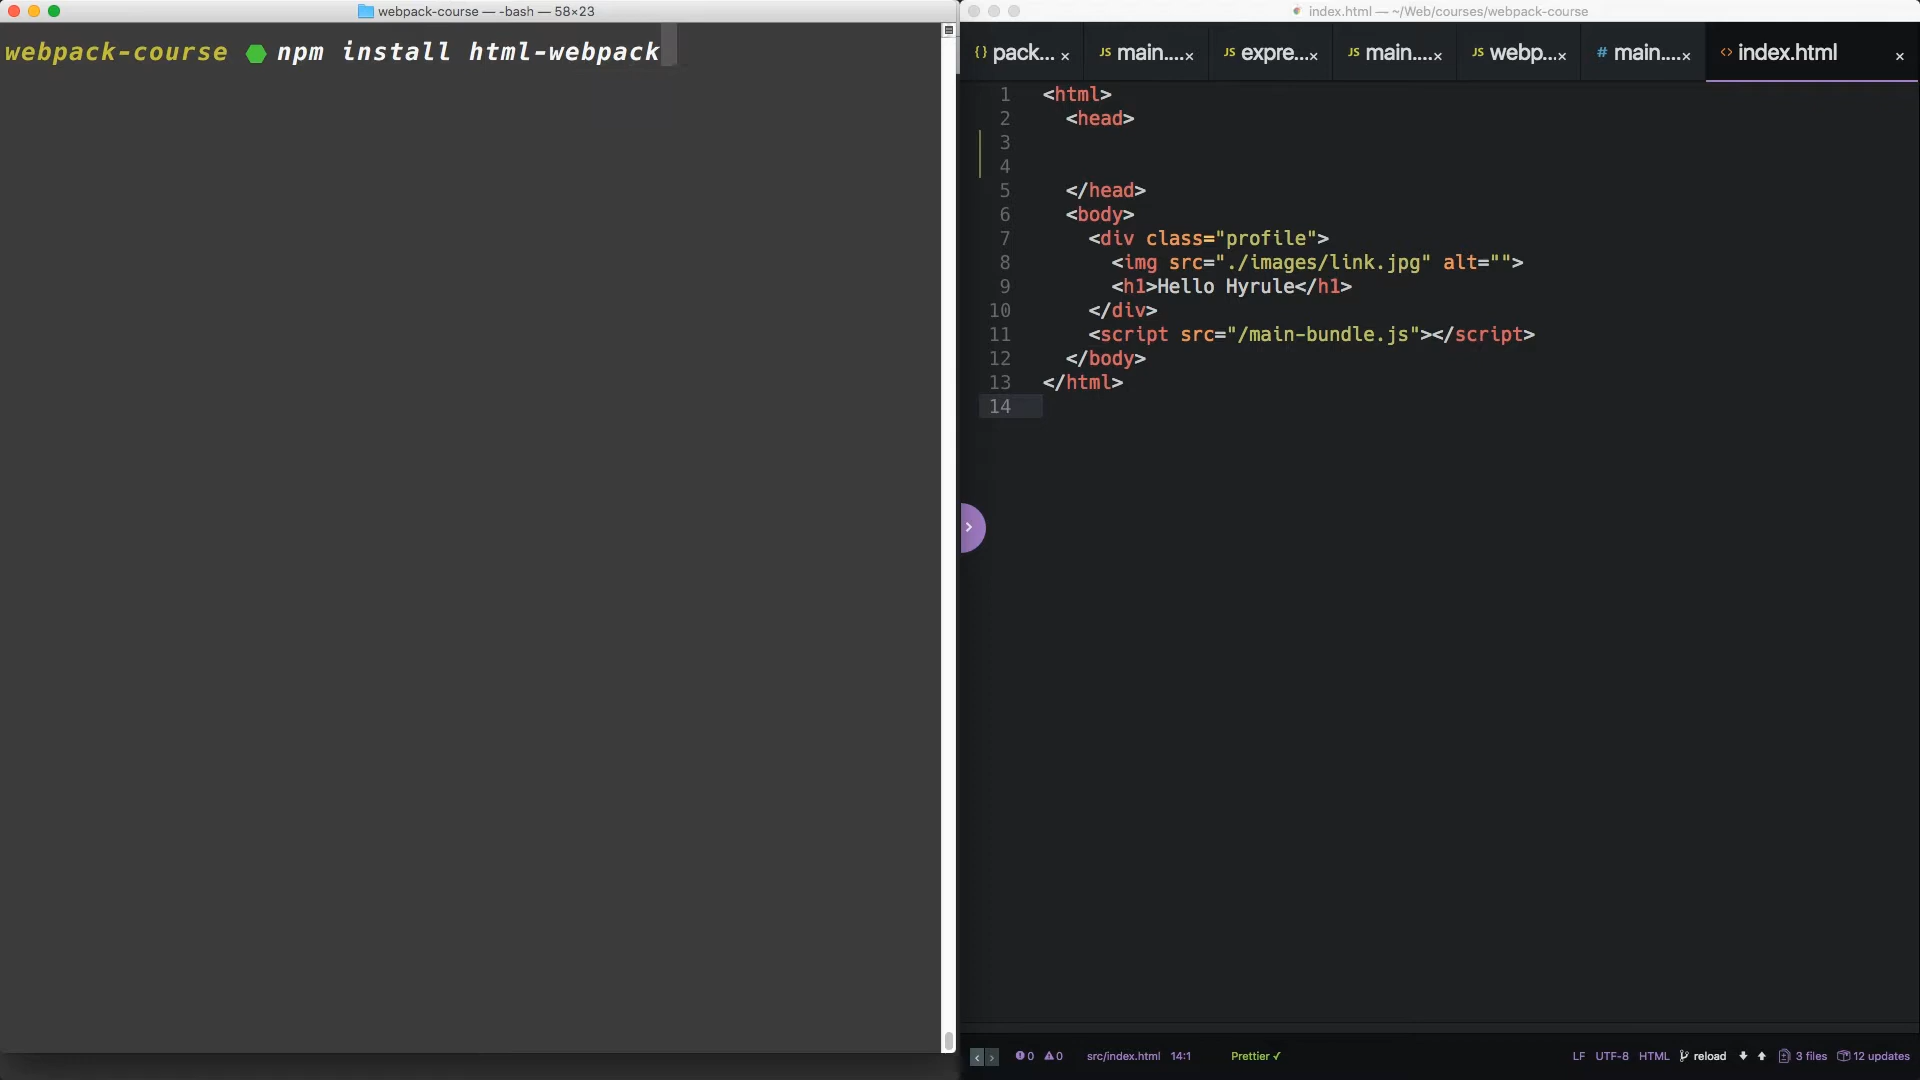 webpack-course — -bash — 58×23
webpack-course npm install html-webpack
index.html — ~/Web/courses/webpack-course
{} pack... ×
JS main.... ×
JS expre... ×
JS main.... ×
JS webp... ×
# main.... ×
<> index.html ×
1 <html>
2 <head>
3
4
5 </head>
6 <body>
7 <div class="profile">
8 <img src="./images/link.jpg" alt="">
9 <h1>Hello Hyrule</h1>
10 </div>
11 <script src="/main-bundle.js"></script>
12 </body>
13 </html>
14
0 0 src/index.html 14:1 Prettier ✓ LF UTF-8 HTML reload 3 files 12 updates